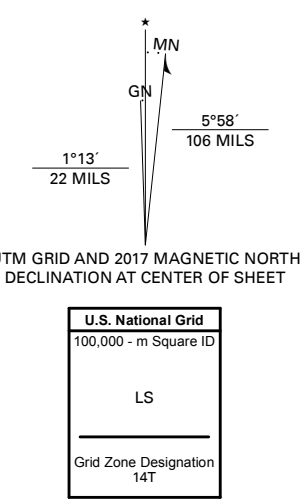 ★
MN
GN
5°58´
106 MILS
1°13´
22 MILS
UTM GRID AND 2017 MAGNETIC NORTH
DECLINATION AT CENTER OF SHEET
U.S. National Grid
100,000 - m Square ID
LS
Grid Zone Designation
14T